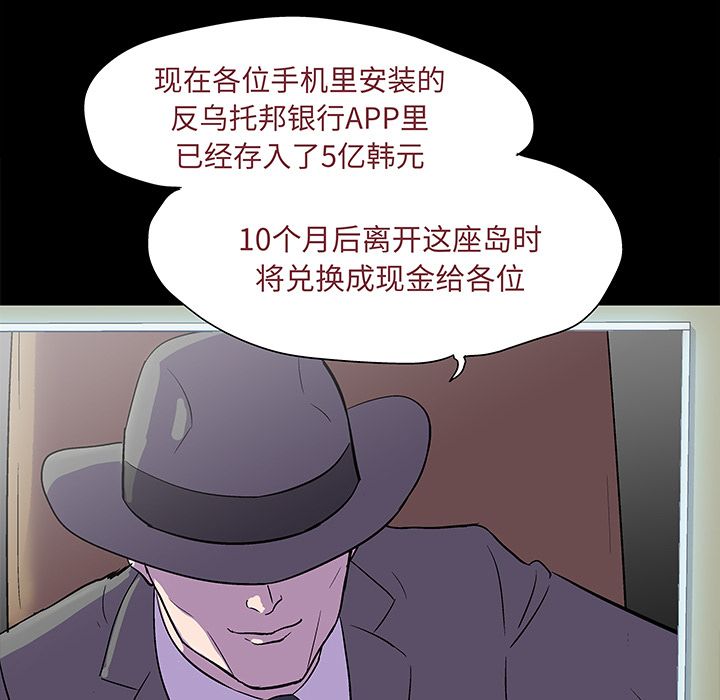 现在各位手机里安装的
反乌托邦银行APP里
已经存入了5亿韩元
10个月后离开这座岛时
将兑换成现金给各位